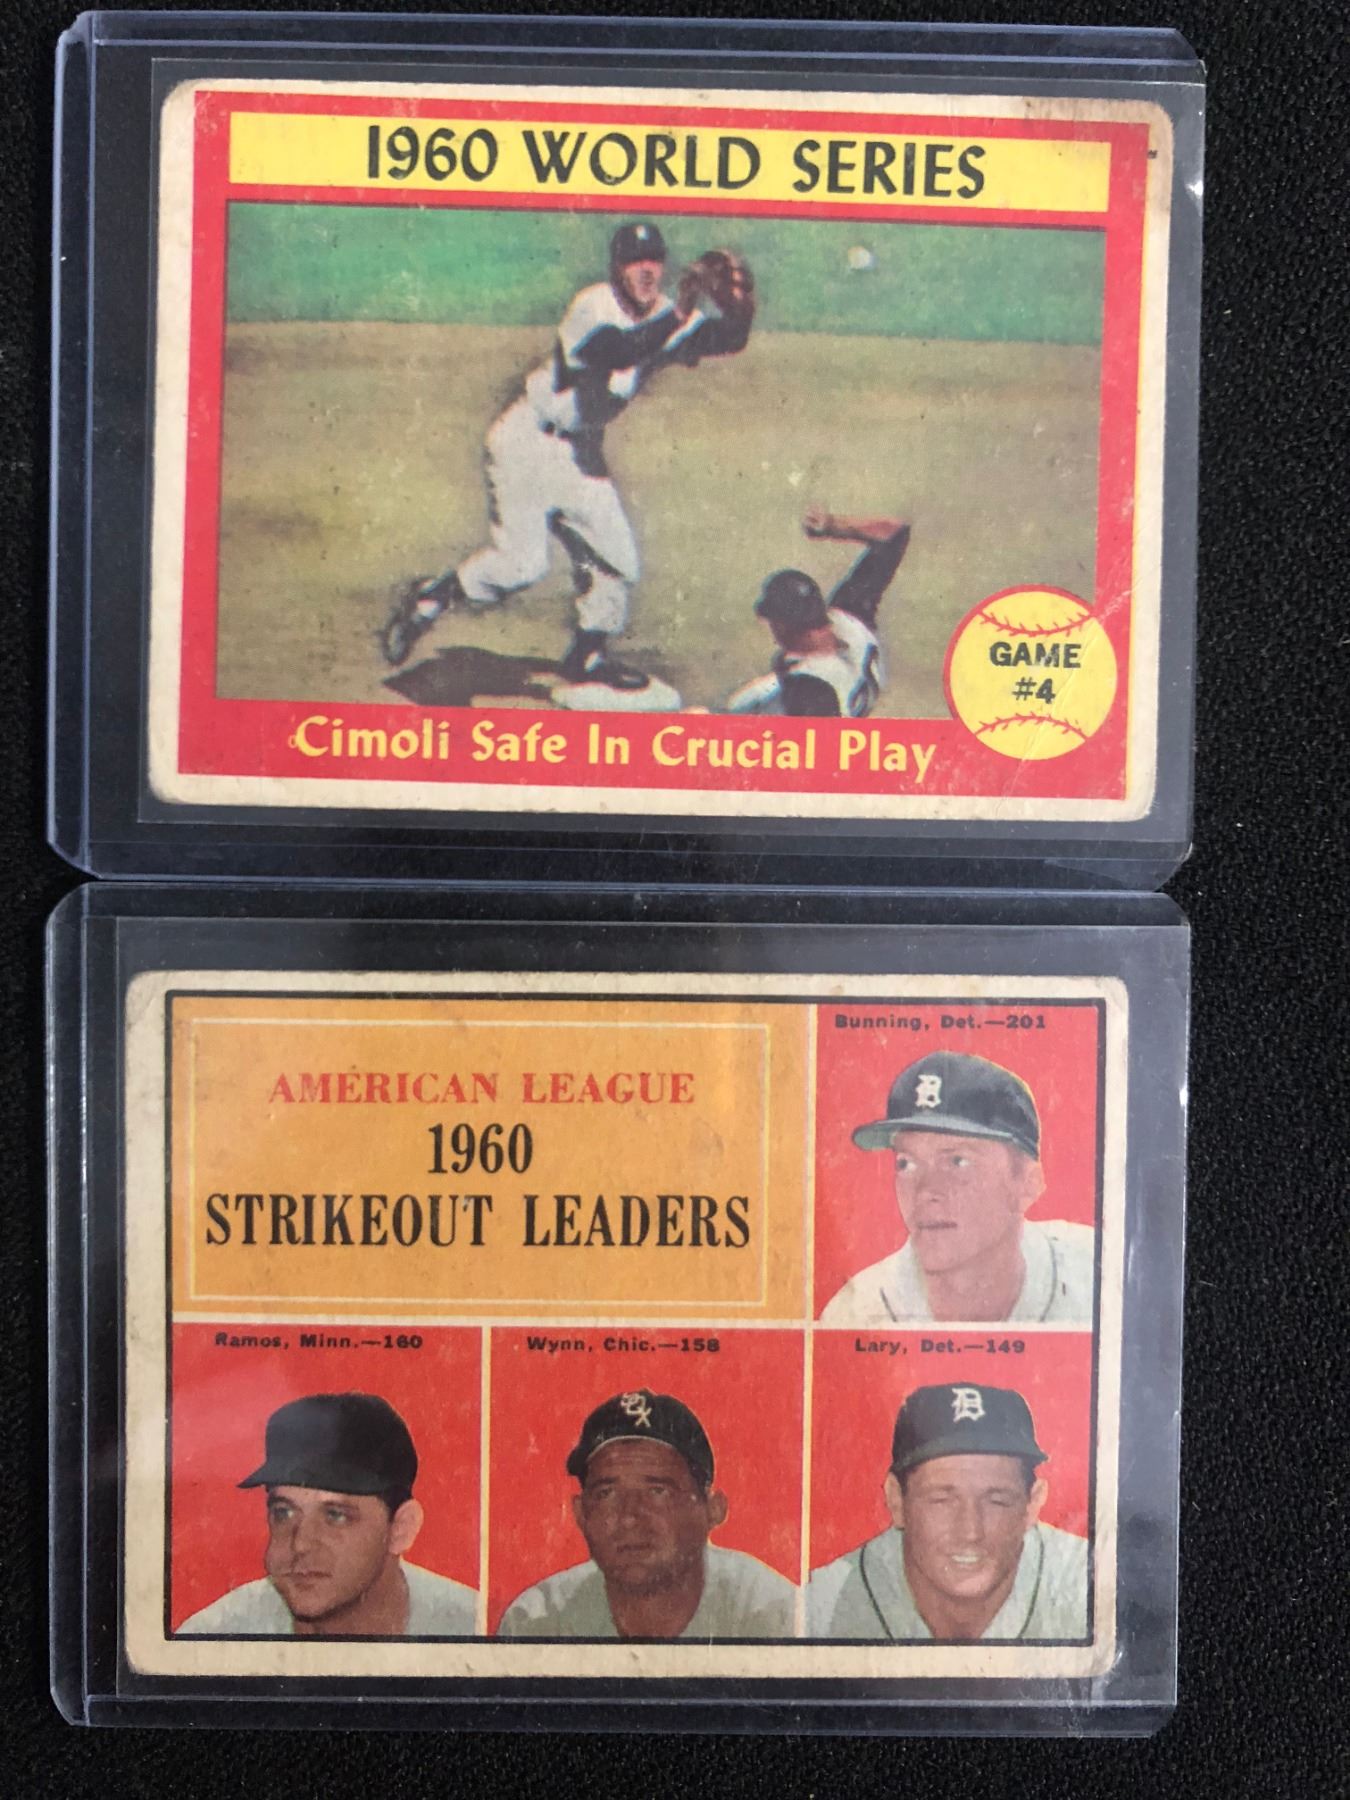 1960 WORLD SERIES
GAME
#4
Cimoli Safe In Crucial Play
Bunning, Det.—201
AMERICAN LEAGUE
1960
STRIKEOUT LEADERS
Ramos, Minn.—160
Wynn, Chic.—158
Lary, Det.—149
D
SOX
D